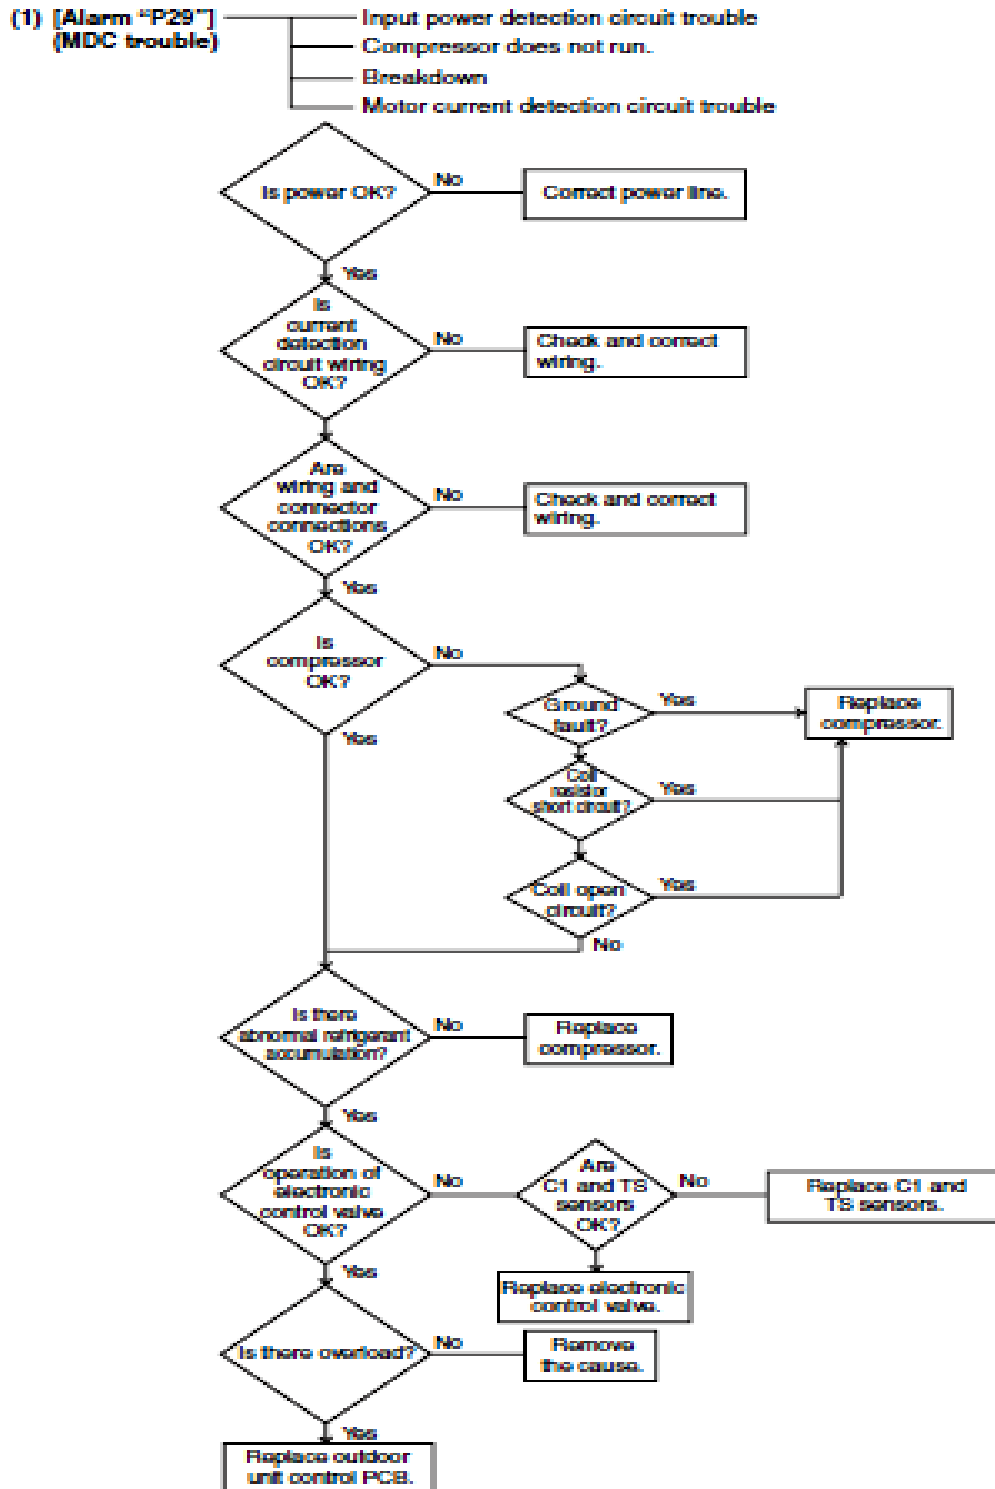 (1) [Alarm “P29”]
(MDC trouble)
Input power detection circuit trouble
Compressor does not run.
Breakdown
Motor current detection circuit trouble
Is power OK?
No
Correct power line.
Yes
Is
current
detection
circuit wiring
OK?
No
Check and correct
wiring.
Are
wiring and
connector
connections
OK?
No
Check and correct
wiring.
Yes
Is
compressor
OK?
No
Yes
Ground
fault?
Yes
Replace
compressor.
Coil
resistor
short circuit?
Yes
Coil open
circuit?
Yes
No
Is there
abnormal refrigerant
accumulation?
No
Replace
compressor.
Yes
Is
operation of
electronic
control valve
OK?
No
Are
C1 and TS
sensors
OK?
No
Replace C1 and
TS sensors.
Replace electronic
control valve.
Yes
Is there overload?
No
Remove
the cause.
Yes
Replace outdoor
unit control PCB.